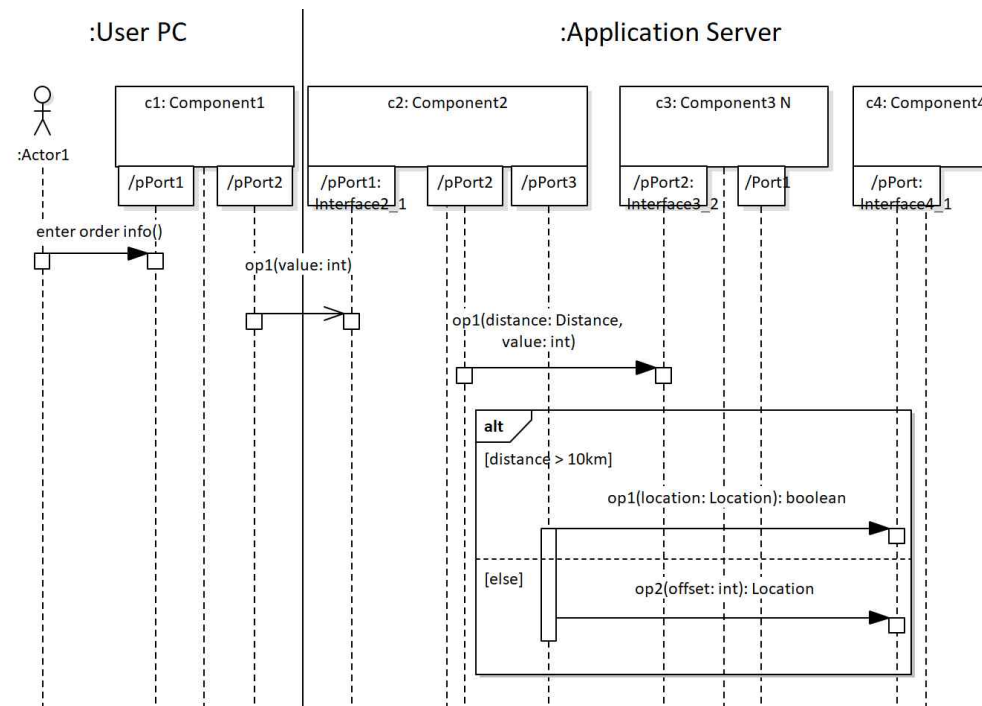 :User PC
:Application Server
:Actor1
c1: Component1
c2: Component2
c3: Component3 N
c4: Component4
/pPort1
/pPort2
/pPort1:
Interface2_1
/pPort2
/pPort3
/pPort2:
Interface3_2
/Port1
/pPort:
Interface4_1
enter order info()
op1(value: int)
op1(distance: Distance,
value: int)
alt
[distance > 10km]
op1(location: Location): boolean
[else]
op2(offset: int): Location